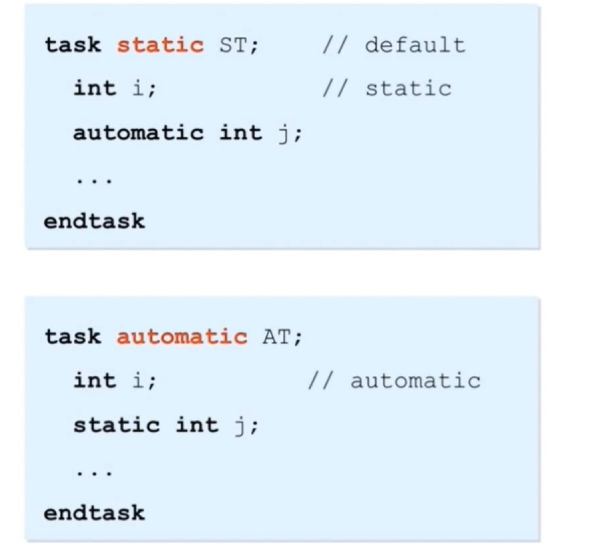 task static ST;    // default
  int i;           // static
  automatic int j;
  ...
endtask
task automatic AT;
  int i;          // automatic
  static int j;
  ...
endtask